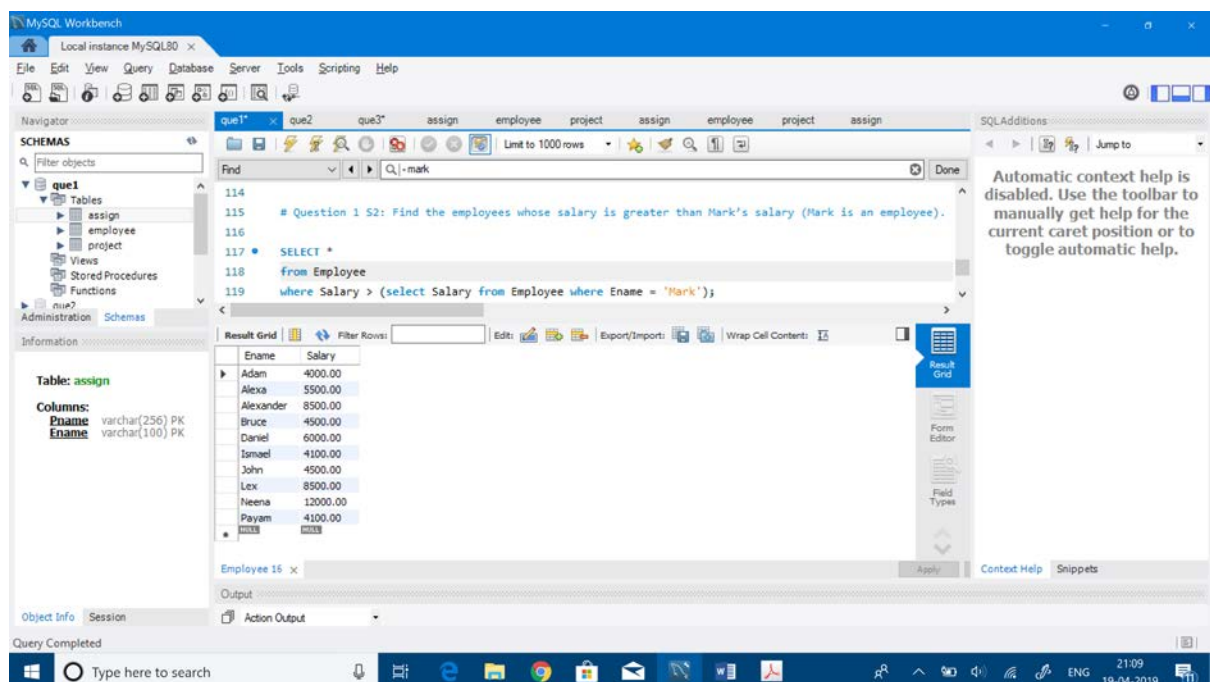 MySQL Workbench
Local instance MySQL80
File Edit View Query Database Server Tools Scripting Help
Navigator
SCHEMAS
Filter objects
que1
Tables
assign
employee
project
Views
Stored Procedures
Functions
que2
Administration Schemas
Information
Table: assign
Columns:
Pname varchar(256) PK
Ename varchar(100) PK
Object Info Session
que1* que2 que3* assign employee project assign employee project assign
Limit to 1000 rows
Find mark Done
114
115 # Question 1 S2: Find the employees whose salary is greater than Mark's salary (Mark is an employee).
116
117 SELECT *
118 from Employee
119 where Salary > (select Salary from Employee where Ename = 'Mark');
Result Grid Filter Rows: Edit: Export/Import: Wrap Cell Content:
Ename Salary
Adam 4000.00
Alexa 5500.00
Alexander 8500.00
Bruce 4500.00
Daniel 6000.00
Ismael 4100.00
John 4500.00
Lex 8500.00
Neena 12000.00
Payam 4100.00
NULL NULL
Result Grid
Form Editor
Field Types
Employee 16 Apply
Output
Action Output
SQLAdditions
Jump to
Automatic context help is
disabled. Use the toolbar to
manually get help for the
current caret position or to
toggle automatic help.
Context Help Snippets
Query Completed
Type here to search
ENG
21:09
19-04-2019